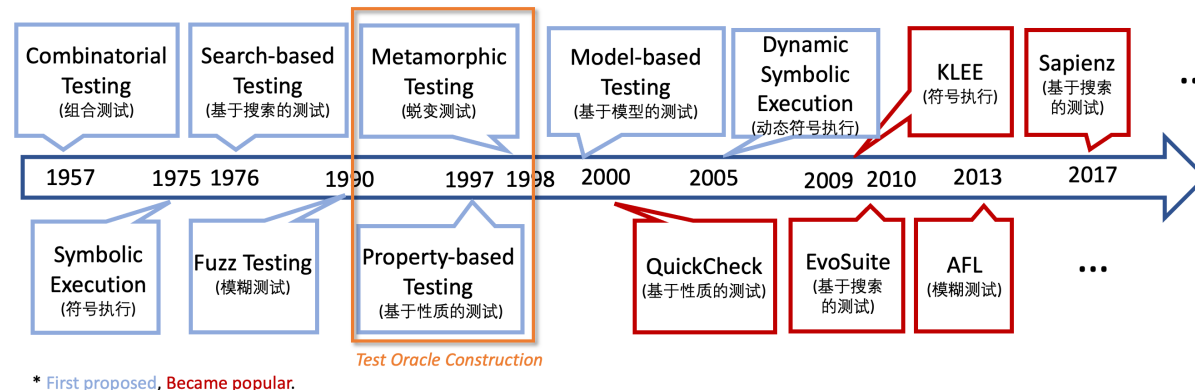 Combinatorial
Testing
(组合测试)
Search-based
Testing
(基于搜索的测试)
Metamorphic
Testing
(蜕变测试)
Model-based
Testing
(基于模型的测试)
Dynamic
Symbolic
Execution
(动态符号执行)
KLEE
(符号执行)
Sapienz
(基于搜索
的测试)
...
1957
1975
1976
1990
1997
1998
2000
2005
2009
2010
2013
2017
Symbolic
Execution
(符号执行)
Fuzz Testing
(模糊测试)
Property-based
Testing
(基于性质的测试)
QuickCheck
(基于性质的测试)
EvoSuite
(基于搜索
的测试)
AFL
(模糊测试)
...
Test Oracle Construction
* First proposed, Became popular.